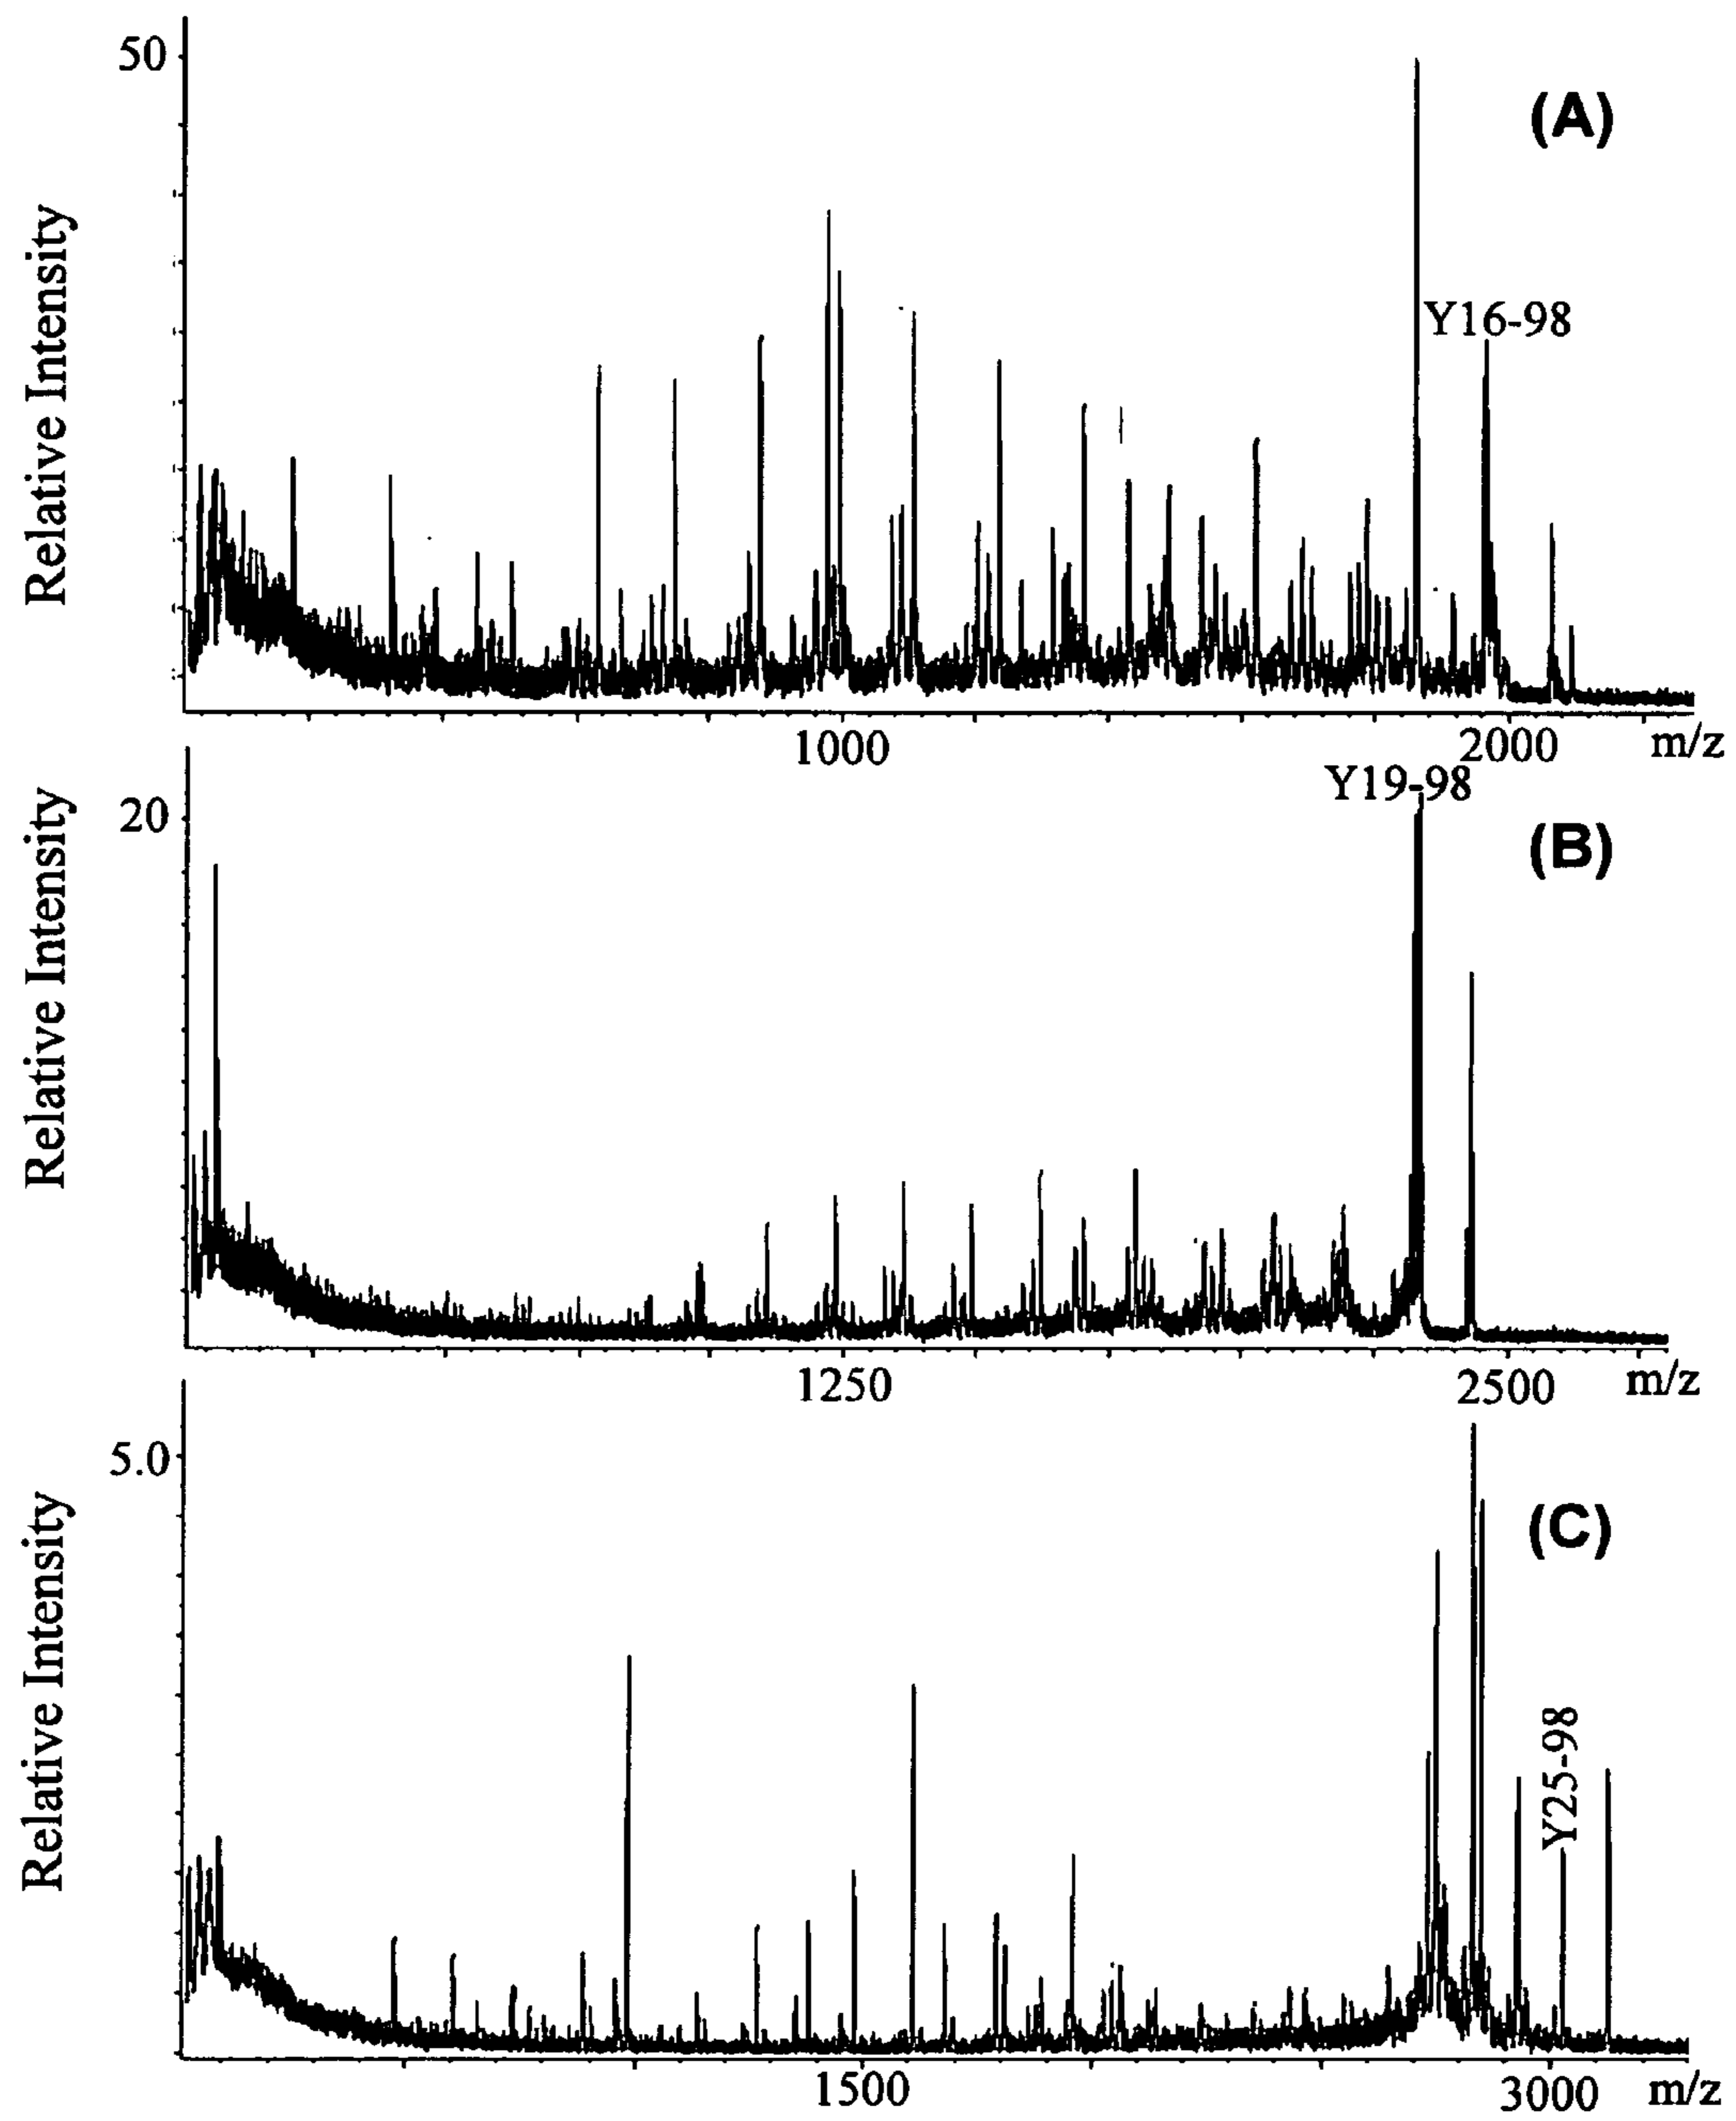 50
(A)
Relative Intensity
Y16-98
1000
2000
m/z
Y19-98
20
(B)
Relative Intensity
1250
2500
m/z
5.0
(C)
Relative Intensity
Y25-98
1500
3000
m/z